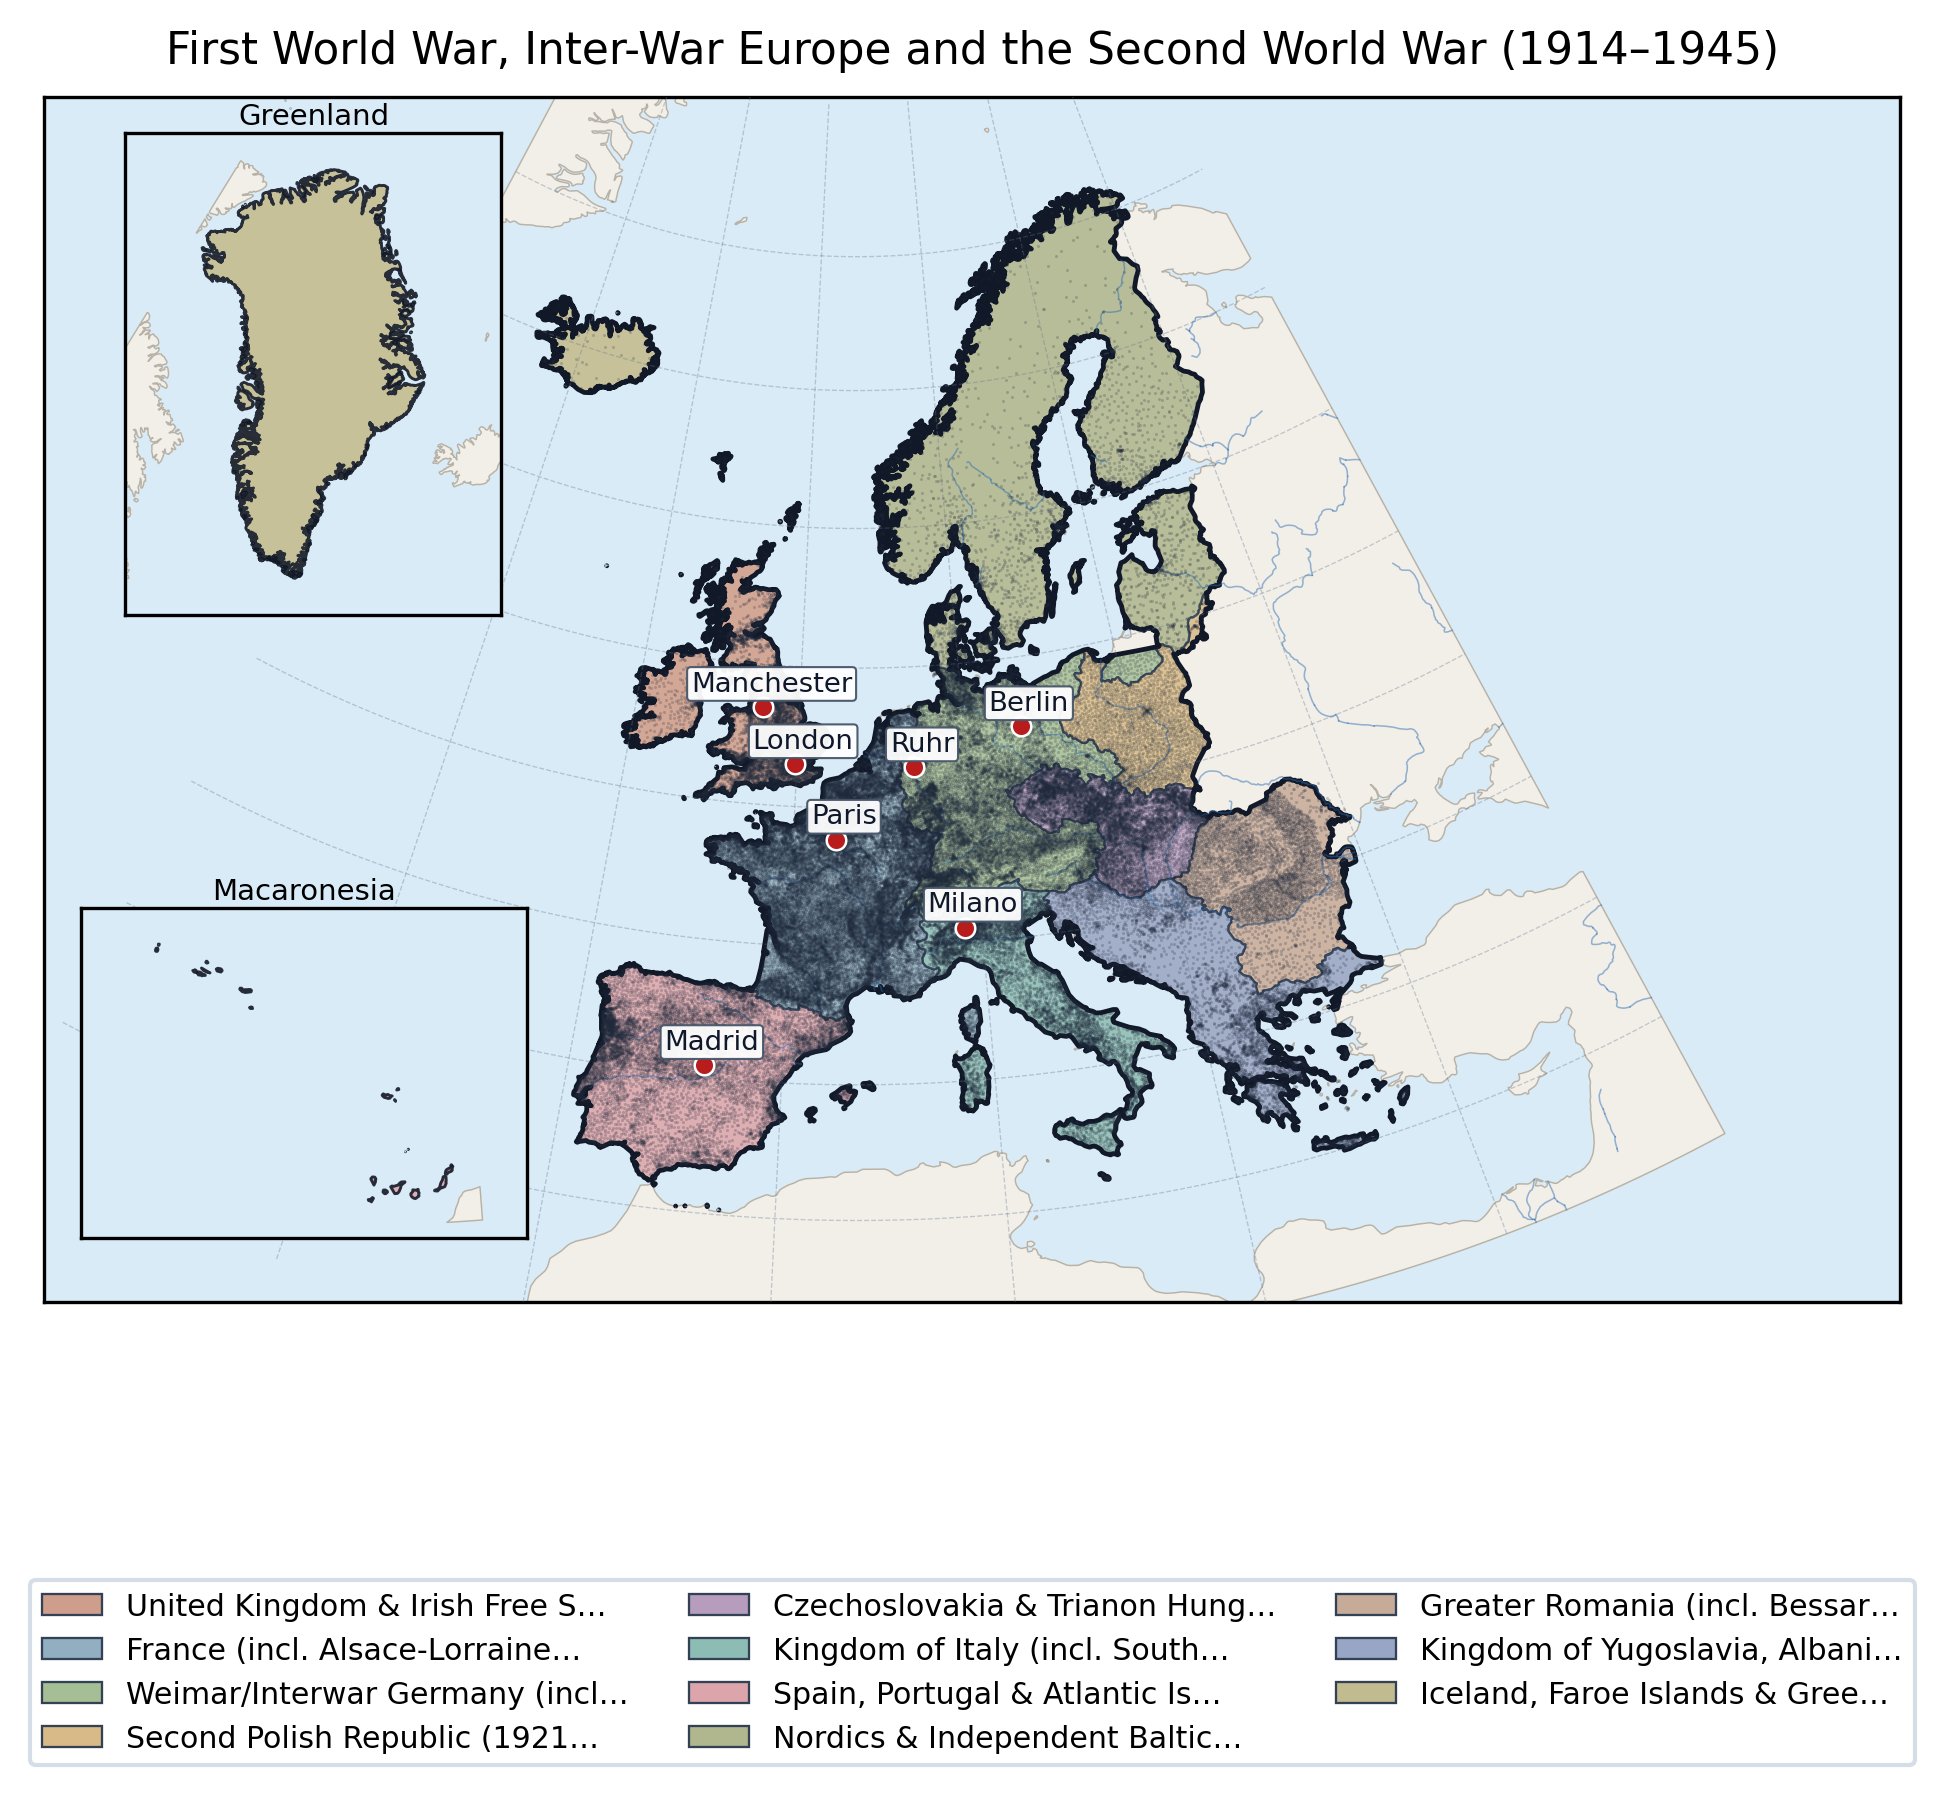 First World War, Inter-War Europe and the Second World War (1914–1945)
Greenland
Manchester
Berlin
London
Ruhr
Paris
Macaronesia
Milano
Madrid
United Kingdom & Irish Free S...
France (incl. Alsace-Lorraine...
Weimar/Interwar Germany (incl...
Second Polish Republic (1921...
Czechoslovakia & Trianon Hung...
Kingdom of Italy (incl. South...
Spain, Portugal & Atlantic Is...
Nordics & Independent Baltic...
Greater Romania (incl. Bessar...
Kingdom of Yugoslavia, Albani...
Iceland, Faroe Islands & Gree...